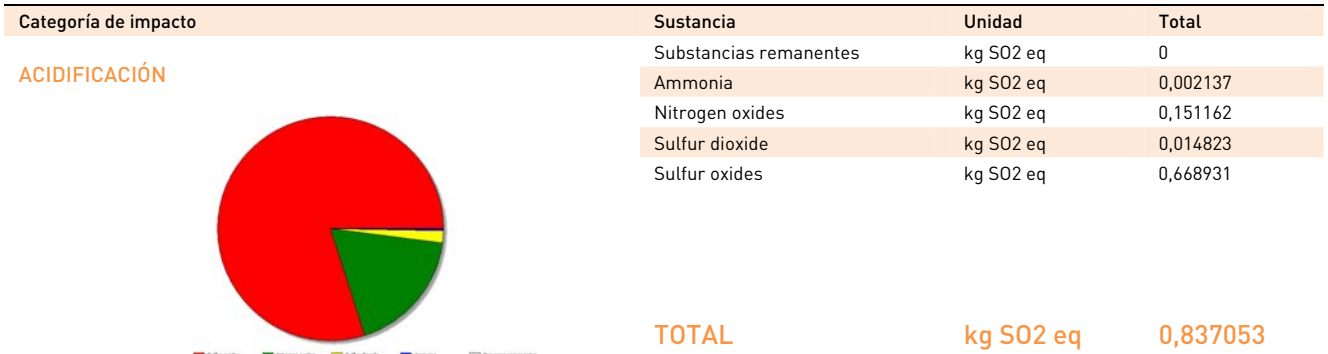 Categoría de impacto Sustancia Unidad Total
ACIDIFICACIÓN
Substancias remanentes kg SO2 eq 0
Ammonia kg SO2 eq 0,002137
Nitrogen oxides kg SO2 eq 0,151162
Sulfur dioxide kg SO2 eq 0,014823
Sulfur oxides kg SO2 eq 0,668931
TOTAL kg SO2 eq 0,837053